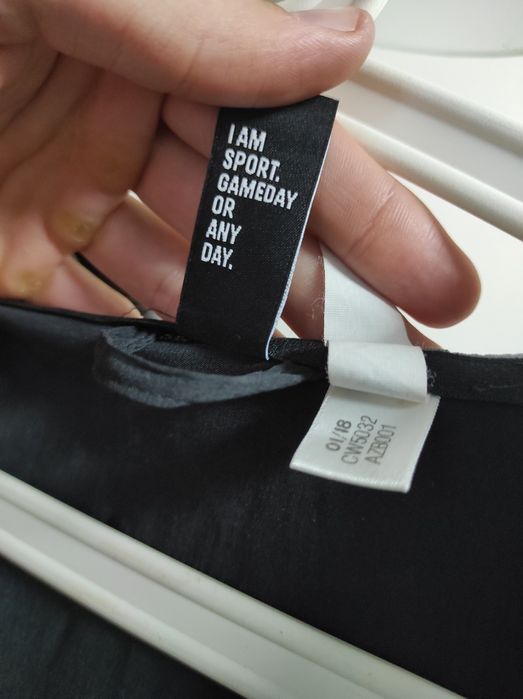 I AM
SPORT.
GAMEDAY
OR
ANY
DAY.
01/18
CW5032
AZB001